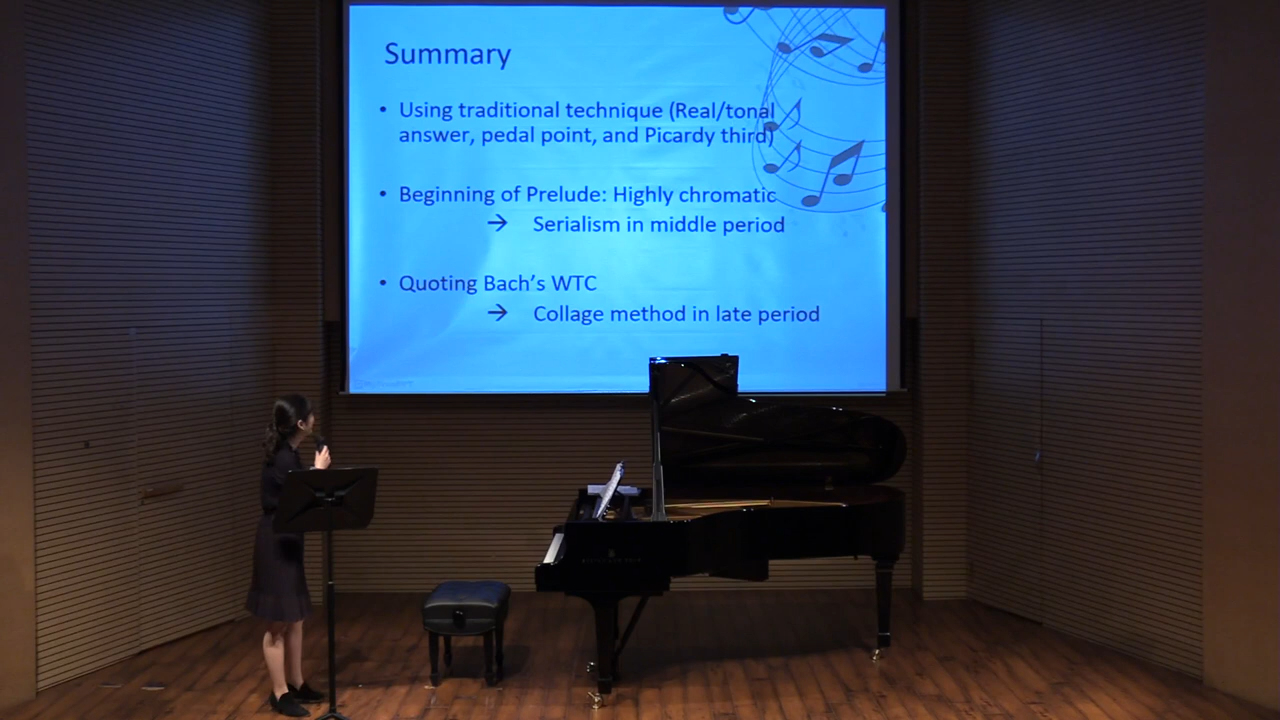 Summary
• Using traditional technique (Real/tonal
answer, pedal point, and Picardy third)
• Beginning of Prelude: Highly chromatic
→ Serialism in middle period
• Quoting Bach's WTC
→ Collage method in late period